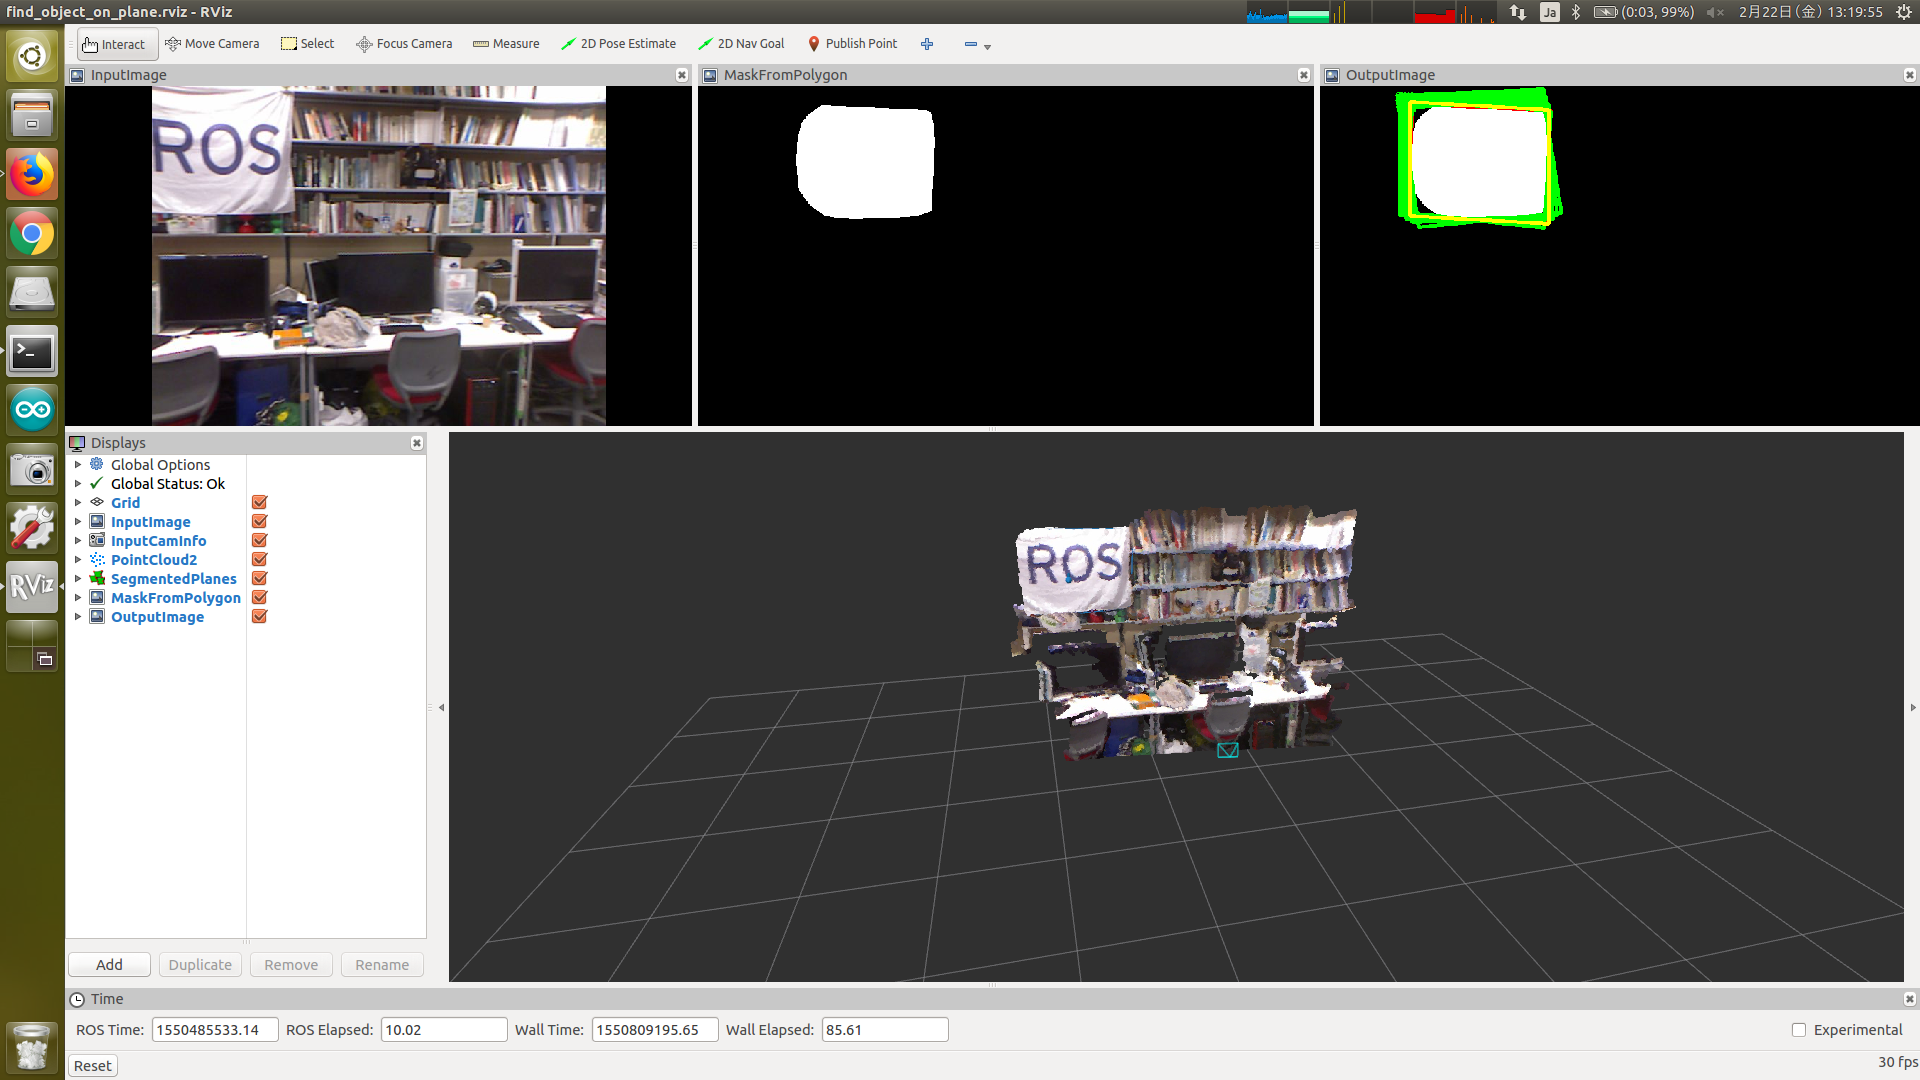 find_object_on_plane.rviz - RViz
Ja
(0:03, 99%)
2月22日(金) 13:19:55
Interact
Move Camera
Select
Focus Camera
Measure
2D Pose Estimate
2D Nav Goal
Publish Point
InputImage
MaskFromPolygon
OutputImage
ROS
Displays
Global Options
Global Status: Ok
Grid
InputImage
InputCamInfo
PointCloud2
SegmentedPlanes
MaskFromPolygon
OutputImage
ROS
RViz
Add
Duplicate
Remove
Rename
Time
ROS Time: 1550485533.14
ROS Elapsed: 10.02
Wall Time: 1550809195.65
Wall Elapsed: 85.61
Experimental
Reset
30 fps